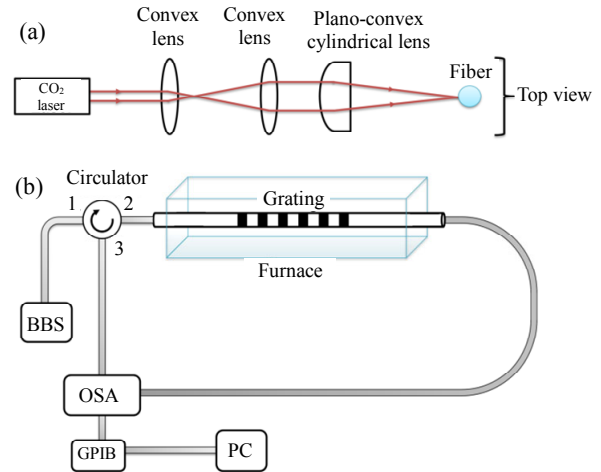 (a)
Convex
lens
Convex
lens
Plano-convex
cylindrical lens
CO₂
laser
Fiber
Top view
(b)
Circulator
1
2
3
Grating
Furnace
BBS
OSA
GPIB
PC